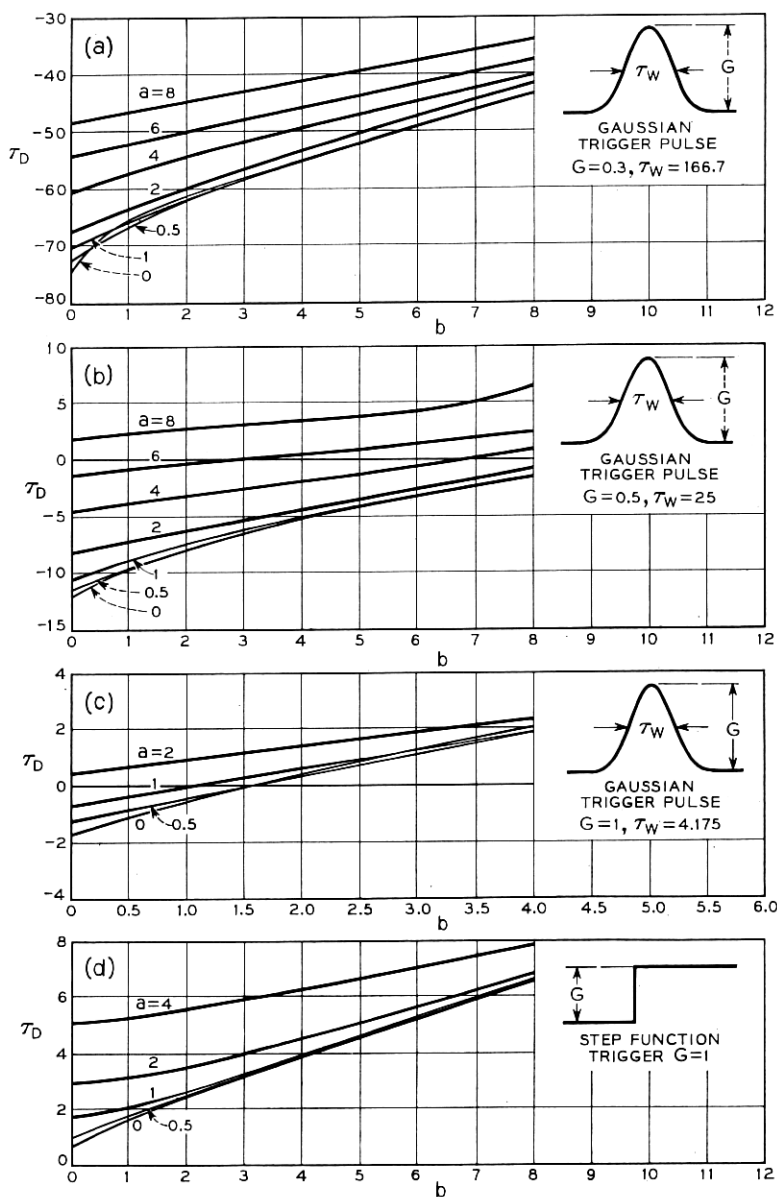 (a)
-30
-40
-50
-60
-70
-80
τD
a=8
6
4
2
0.5
1
0
0 1 2 3 4 5 6 7 8 9 10 11 12
b
G
τW
GAUSSIAN
TRIGGER PULSE
G=0.3, τW=166.7
(b)
10
5
0
-5
-10
-15
τD
a=8
6
4
2
1
0.5
0
0 1 2 3 4 5 6 7 8 9 10 11 12
b
G
τW
GAUSSIAN
TRIGGER PULSE
G=0.5, τW=25
(c)
4
2
0
-2
-4
τD
a=2
1
0
0.5
0 0.5 1.0 1.5 2.0 2.5 3.0 3.5 4.0 4.5 5.0 5.5 6.0
b
G
τW
GAUSSIAN
TRIGGER PULSE
G=1, τW=4.175
(d)
8
6
4
2
0
τD
a=4
2
1
0
0.5
0 1 2 3 4 5 6 7 8 9 10 11 12
b
G
STEP FUNCTION
TRIGGER G=1